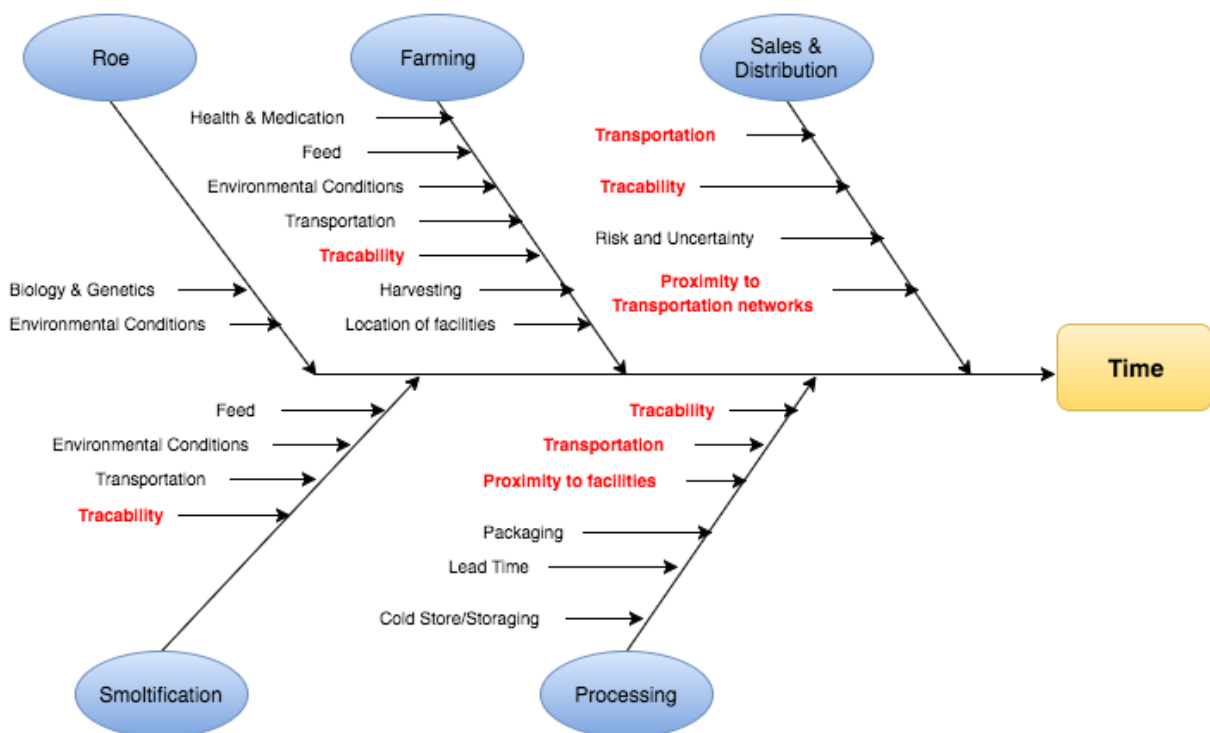 Roe
Farming
Sales &
Distribution
Health & Medication
Feed
Environmental Conditions
Transportation
Tracability
Harvesting
Location of facilities
Transportation
Tracability
Risk and Uncertainty
Proximity to
Transportation networks
Biology & Genetics
Environmental Conditions
Time
Feed
Environmental Conditions
Transportation
Tracability
Tracability
Transportation
Proximity to facilities
Packaging
Lead Time
Cold Store/Storaging
Smoltification
Processing